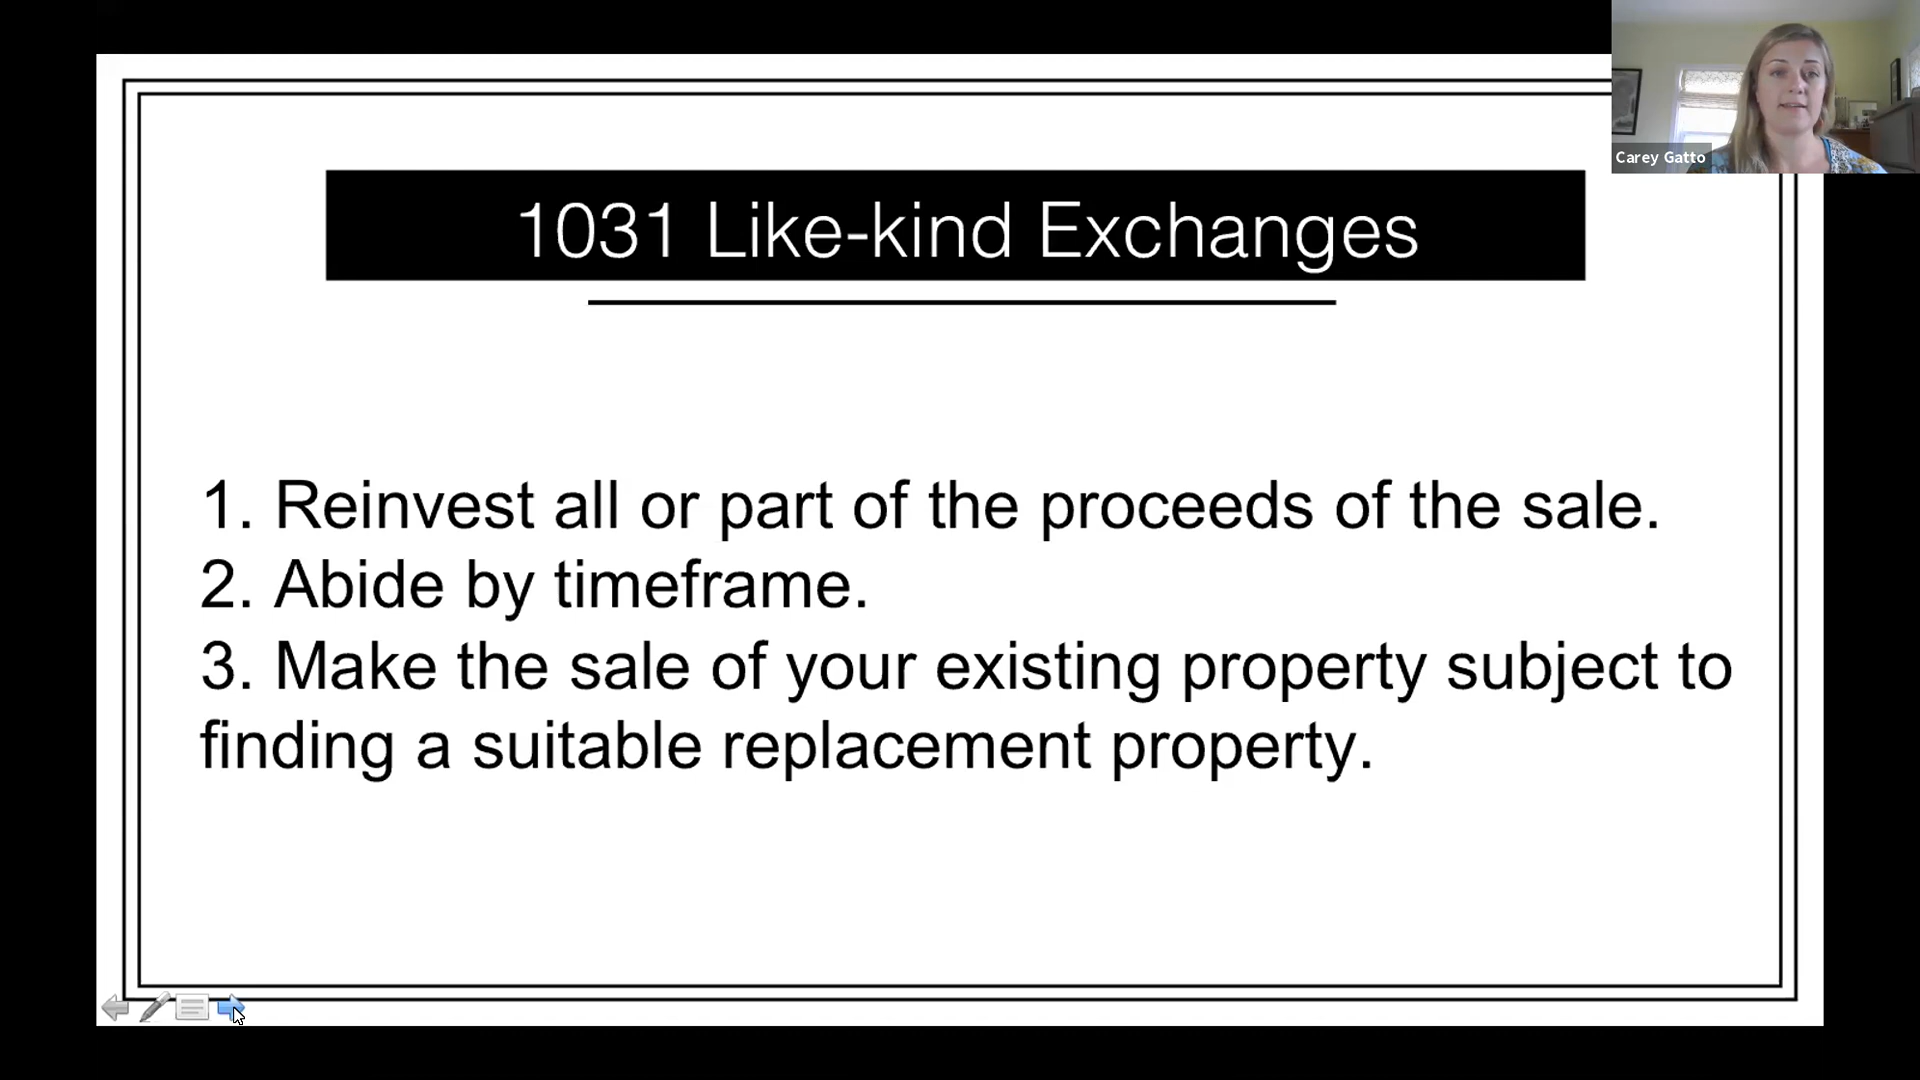 Carey Gatto
1031 Like-kind Exchanges
1. Reinvest all or part of the proceeds of the sale.
2. Abide by timeframe.
3. Make the sale of your existing property subject to
finding a suitable replacement property.